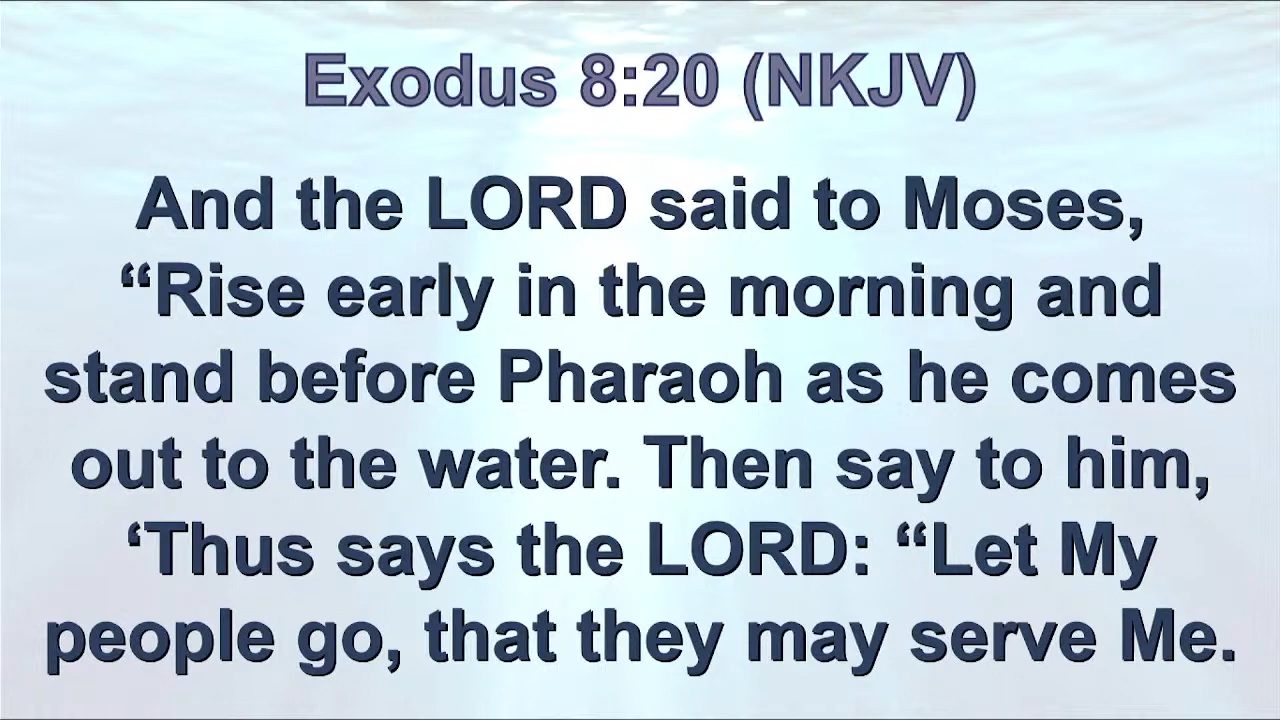 Exodus 8:20 (NKJV)
And the LORD said to Moses,
“Rise early in the morning and
stand before Pharaoh as he comes
out to the water. Then say to him,
‘Thus says the LORD: “Let My
people go, that they may serve Me.